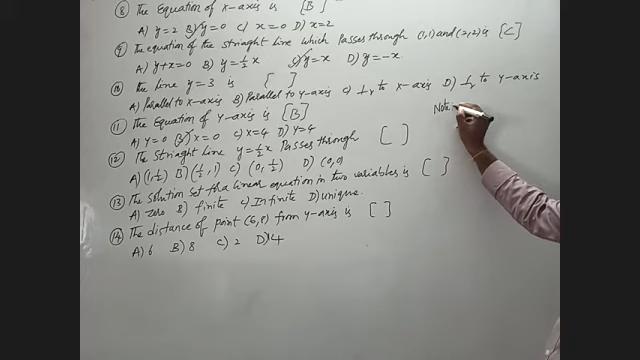 ⑧ The Equation of x-axis is [B]
A) y=2 B) y=0 C) x=0 D) x=2
⑨ The equation of the striaght Line which Passes through (1,1) and (2,2) is [C]
A) y+x=0 B) y=½x C) y=x D) y=-x
⑩ The Line y=3 is [ ]
A) Parallel to x-axis B) Parallel to y-axis C) ⊥r to x-axis D) ⊥r to y-axis
Note
⑪ The Equation of y-axis is [B]
A) y=0 B) x=0 C) x=4 D) y=4
⑫ The Striaght Line y=½x Passes through [ ]
A) (1,½) B) (½,1) C) (0,½) D) (0,0)
⑬ The Solution Set of a linear equation in two variables is [ ]
A) zero B) finite C) Infinite D) unique.
⑭ The distance of point (6,8) from y-axis is [ ]
A) 6 B) 8 C) 2 D) 14